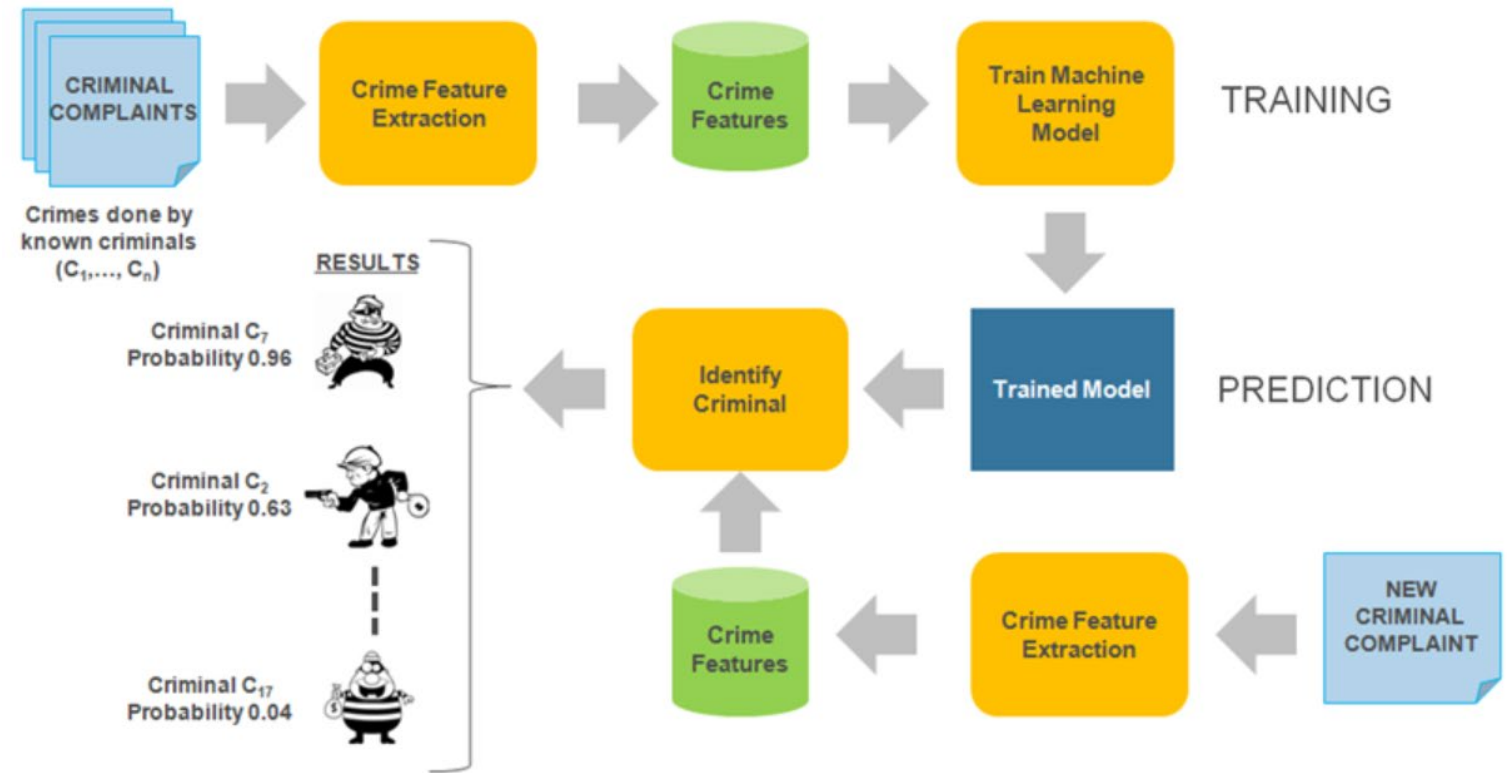 CRIMINAL
COMPLAINTS
Crime Feature
Extraction
Crime
Features
Train Machine
Learning
Model
TRAINING
Crimes done by
known criminals
(C₁,..., Cₙ)
RESULTS
Criminal C₇
Probability 0.96
Criminal C₂
Probability 0.63
Criminal C₁₇
Probability 0.04
Identify
Criminal
Trained Model
PREDICTION
Crime
Features
Crime Feature
Extraction
NEW
CRIMINAL
COMPLAINT
$